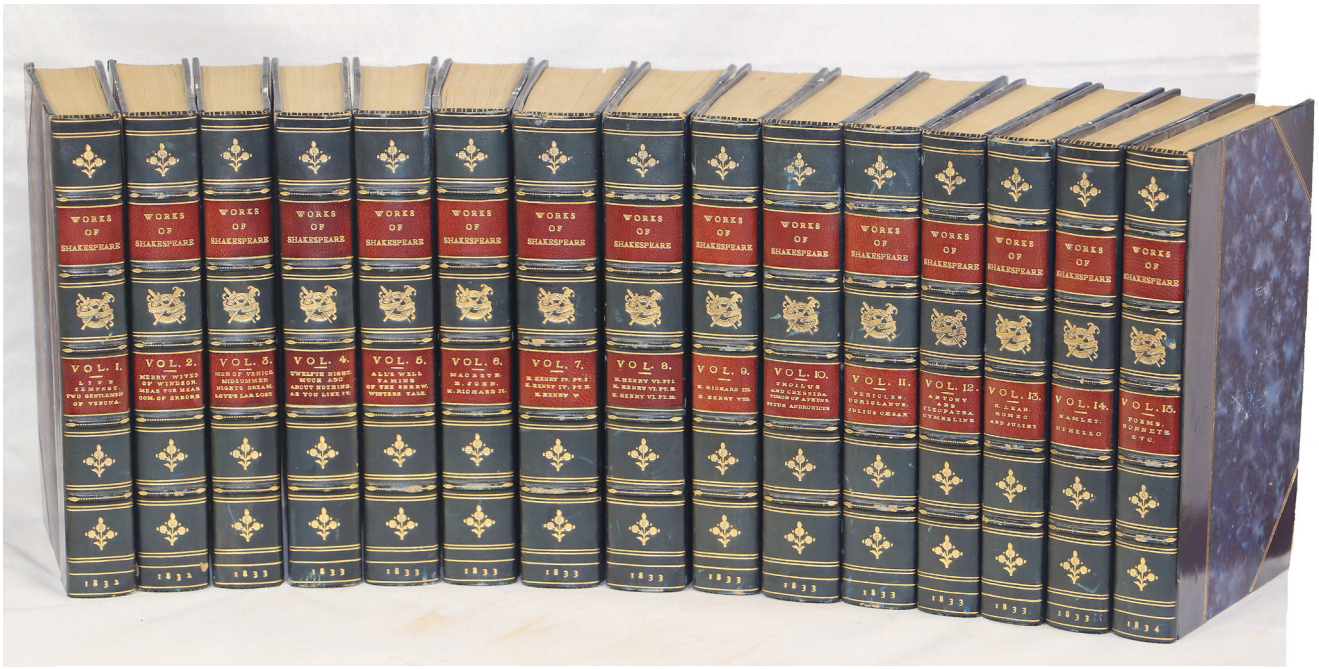 WORKS
OF
SHAKESPEARE
VOL. 1.
LIFE
TEMPEST.
TWO GENTLEMEN
OF VERONA.
1832
WORKS
OF
SHAKESPEARE
VOL. 2.
MERRY WIVES
OF WINDSOR.
MEAS. FOR MEAS.
COM. OF ERRORS.
1832
WORKS
OF
SHAKESPEARE
VOL. 3.
MER. OF VENICE.
MIDSUMMER
NIGHTS DREAM.
LOVE'S LAB. LOST.
1833
WORKS
OF
SHAKESPEARE
VOL. 4.
TWELFTH NIGHT.
MUCH ADO
ABOUT NOTHING.
AS YOU LIKE IT.
1833
WORKS
OF
SHAKESPEARE
VOL. 5.
ALL'S WELL.
TAMING
OF THE SHREW.
WINTERS TALE.
1833
WORKS
OF
SHAKESPEARE
VOL. 6.
MACBETH.
K. JOHN.
K. RICHARD II.
1833
WORKS
OF
SHAKESPEARE
VOL. 7.
K. HENRY IV. PT. I.
K. HENRY IV. PT. II.
K. HENRY V.
1833
WORKS
OF
SHAKESPEARE
VOL. 8.
K. HENRY VI. PT. I.
K. HENRY VI. PT. II.
K. HENRY VI. PT. III.
1833
WORKS
OF
SHAKESPEARE
VOL. 9.
K. RICHARD III.
K. HENRY VIII.
1833
WORKS
OF
SHAKESPEARE
VOL. 10.
TROILUS
AND CRESSIDA
TIMON OF ATHENS.
TITUS ANDRONICUS
1833
WORKS
OF
SHAKESPEARE
VOL. 11.
PERICLES.
CORIOLANUS.
JULIUS CÆSAR
1833
WORKS
OF
SHAKESPEARE
VOL. 12.
ANTONY
AND
CLEOPATRA.
CYMBELINE
1833
WORKS
OF
SHAKESPEARE
VOL. 13.
K. LEAR.
ROMEO
AND JULIET
1833
WORKS
OF
SHAKESPEARE
VOL. 14.
HAMLET.
OTHELLO
1833
WORKS
OF
SHAKESPEARE
VOL. 15.
POEMS.
SONNETS
ETC.
1834